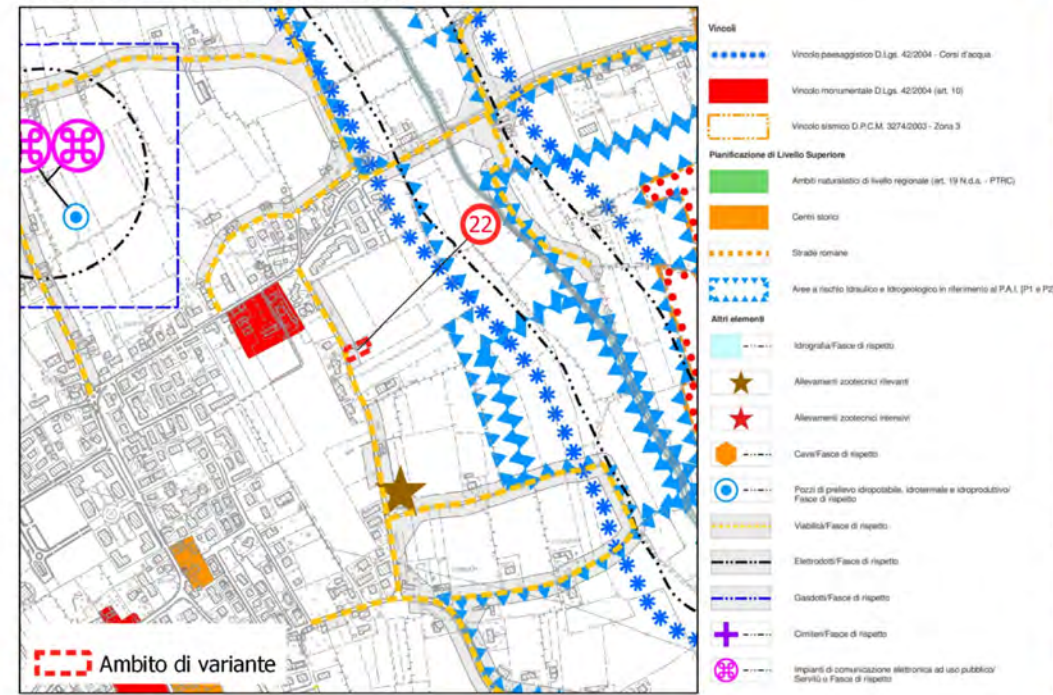 22
Ambito di variante
Vincoli
Vincolo paesaggistico D.Lgs. 42/2004 - Corsi d'acqua
Vincolo monumentale D.Lgs. 42/2004 (art. 10)
Vincolo sismico D.P.C.M. 3274/2003 - Zona 3
Pianificazione di Livello Superiore
Ambiti naturalistici di livello regionale (art. 19 N.d.a. - PTRC)
Centri storici
Strade romane
Aree a rischio Idraulico e Idrogeologico in riferimento al P.A.I. [P1 e P2
Altri elementi
Idrografia/Fasce di rispetto
Allevamenti zootecnici rilevanti
Allevamenti zootecnici intensivi
Cave/Fasce di rispetto
Pozzi di prelievo idropotabile, idrotermale e idroproduttivo/
Fasce di rispetto
Viabilità/Fasce di rispetto
Elettrodotti/Fasce di rispetto
Gasdotti/Fasce di rispetto
Cimiteri/Fasce di rispetto
Impianti di comunicazione elettronica ad uso pubblico/
Servitù o Fasce di rispetto